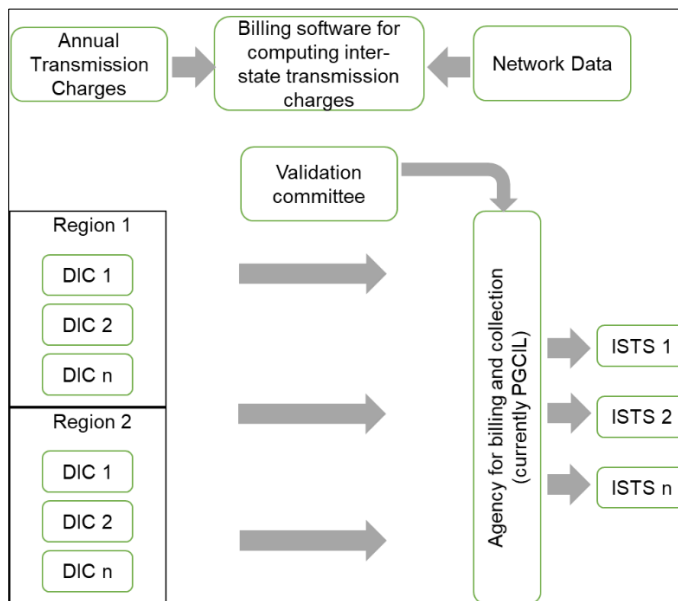 Annual
Transmission
Charges
Billing software for
computing inter-
state transmission
charges
Network Data
Validation
committee
Region 1
DIC 1
DIC 2
DIC n
Region 2
DIC 1
DIC 2
DIC n
Agency for billing and collection
(currently PGCIL)
ISTS 1
ISTS 2
ISTS n